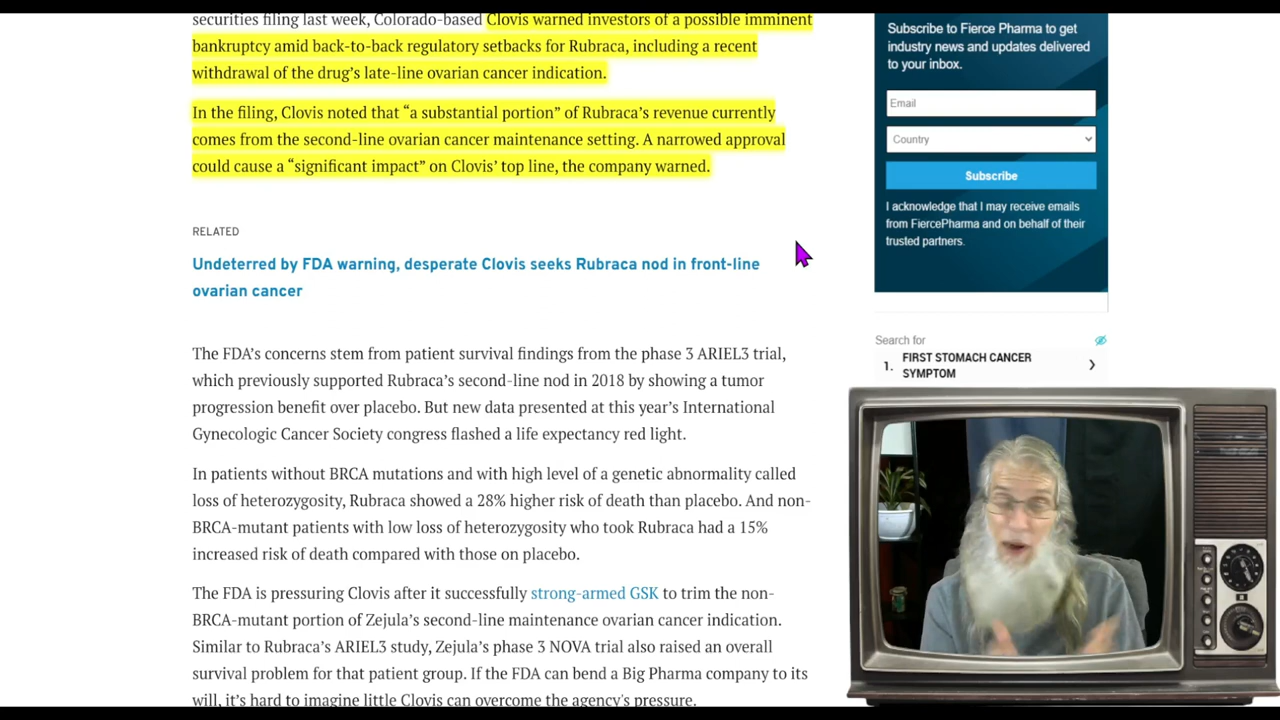 securities filing last week, Colorado-based Clovis warned investors of a possible imminent
bankruptcy amid back-to-back regulatory setbacks for Rubraca, including a recent
withdrawal of the drug’s late-line ovarian cancer indication.
In the filing, Clovis noted that “a substantial portion” of Rubraca’s revenue currently
comes from the second-line ovarian cancer maintenance setting. A narrowed approval
could cause a “significant impact” on Clovis’ top line, the company warned.
RELATED
Undeterred by FDA warning, desperate Clovis seeks Rubraca nod in front-line
ovarian cancer
The FDA’s concerns stem from patient survival findings from the phase 3 ARIEL3 trial,
which previously supported Rubraca’s second-line nod in 2018 by showing a tumor
progression benefit over placebo. But new data presented at this year’s International
Gynecologic Cancer Society congress flashed a life expectancy red light.
In patients without BRCA mutations and with high level of a genetic abnormality called
loss of heterozygosity, Rubraca showed a 28% higher risk of death than placebo. And non-
BRCA-mutant patients with low loss of heterozygosity who took Rubraca had a 15%
increased risk of death compared with those on placebo.
The FDA is pressuring Clovis after it successfully strong-armed GSK to trim the non-
BRCA-mutant portion of Zejula’s second-line maintenance ovarian cancer indication.
Similar to Rubraca’s ARIEL3 study, Zejula’s phase 3 NOVA trial also raised an overall
survival problem for that patient group. If the FDA can bend a Big Pharma company to its
will, it’s hard to imagine little Clovis can overcome the agency’s pressure.
Subscribe to Fierce Pharma to get
industry news and updates delivered
to your inbox.
Email
Country
Subscribe
I acknowledge that I may receive emails
from FiercePharma and on behalf of their
trusted partners.
Search for
1. FIRST STOMACH CANCER
SYMPTOM